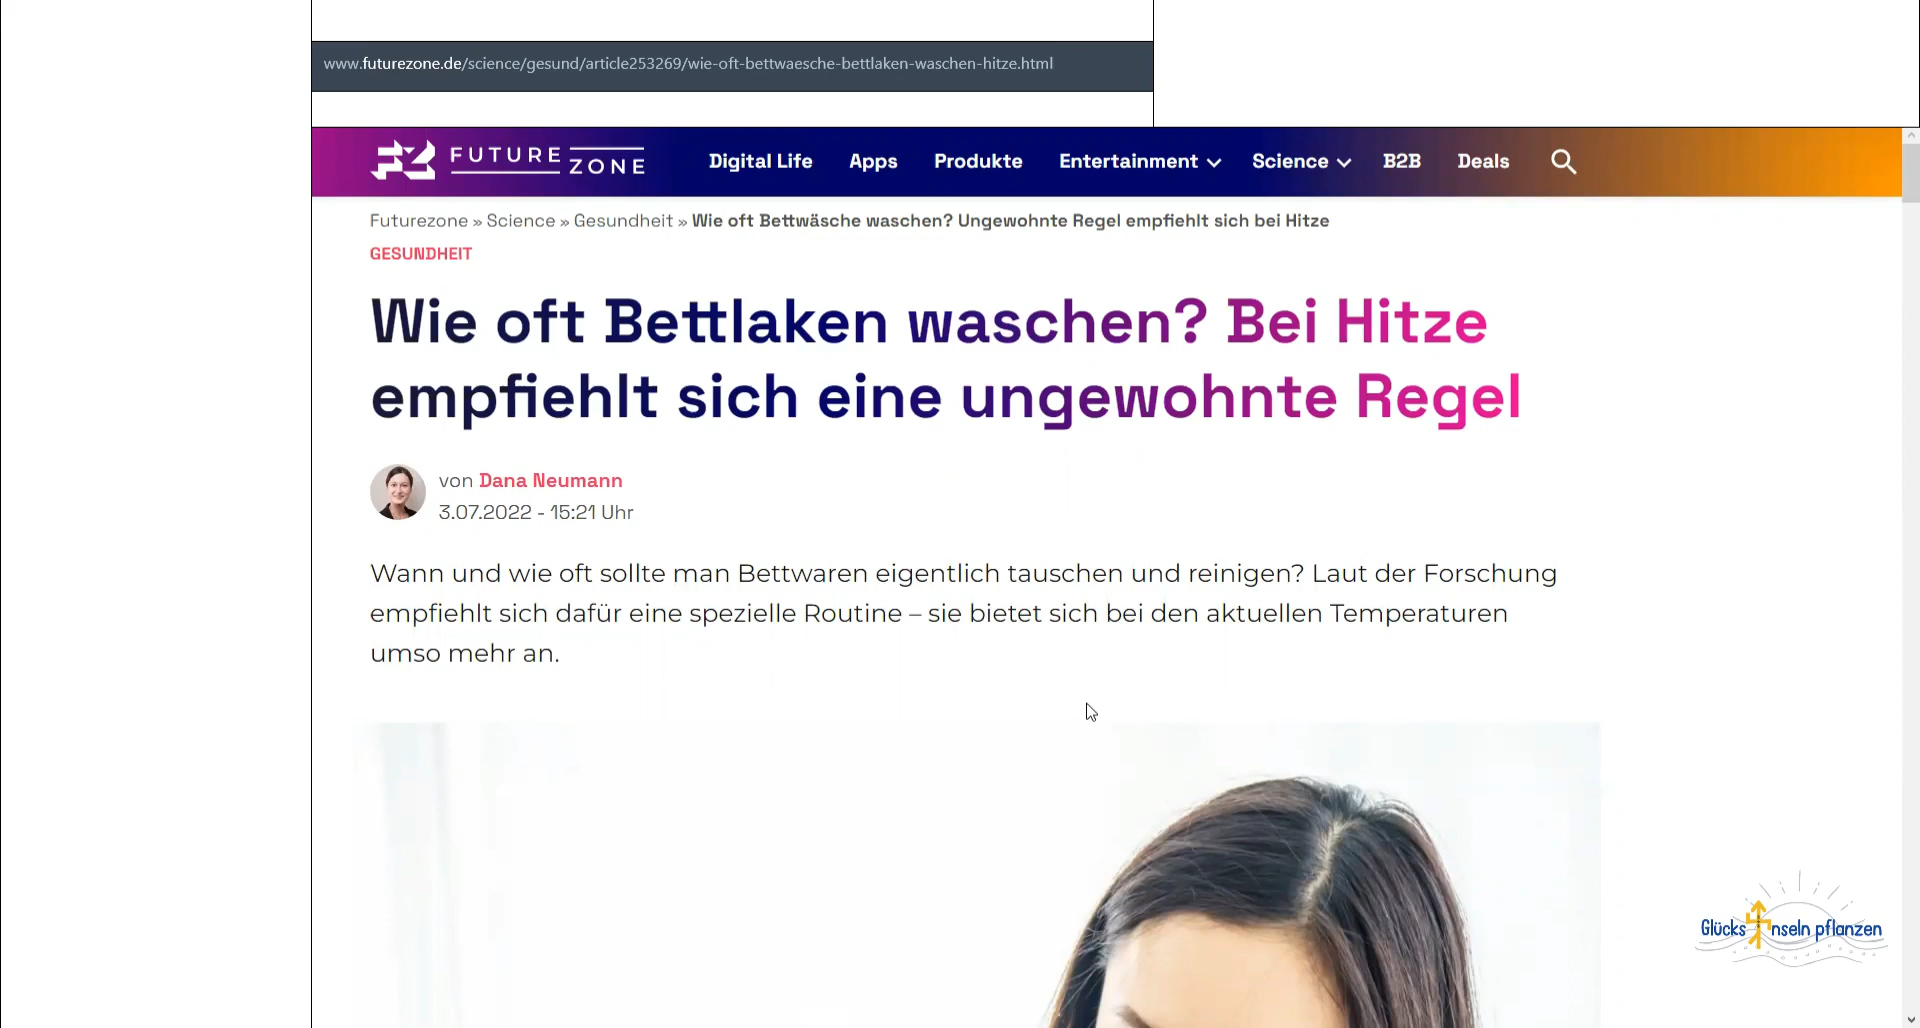 www.futurezone.de/science/gesund/article253269/wie-oft-bettwaesche-bettlaken-waschen-hitze.html
FUTURE ZONE
Digital Life Apps Produkte Entertainment Science B2B Deals
Futurezone » Science » Gesundheit » Wie oft Bettwäsche waschen? Ungewohnte Regel empfiehlt sich bei Hitze
GESUNDHEIT
Wie oft Bettlaken waschen? Bei Hitze
empfiehlt sich eine ungewohnte Regel
von Dana Neumann
3.07.2022 - 15:21 Uhr
Wann und wie oft sollte man Bettwaren eigentlich tauschen und reinigen? Laut der Forschung
empfiehlt sich dafür eine spezielle Routine – sie bietet sich bei den aktuellen Temperaturen
umso mehr an.
Glücks Inseln pflanzen